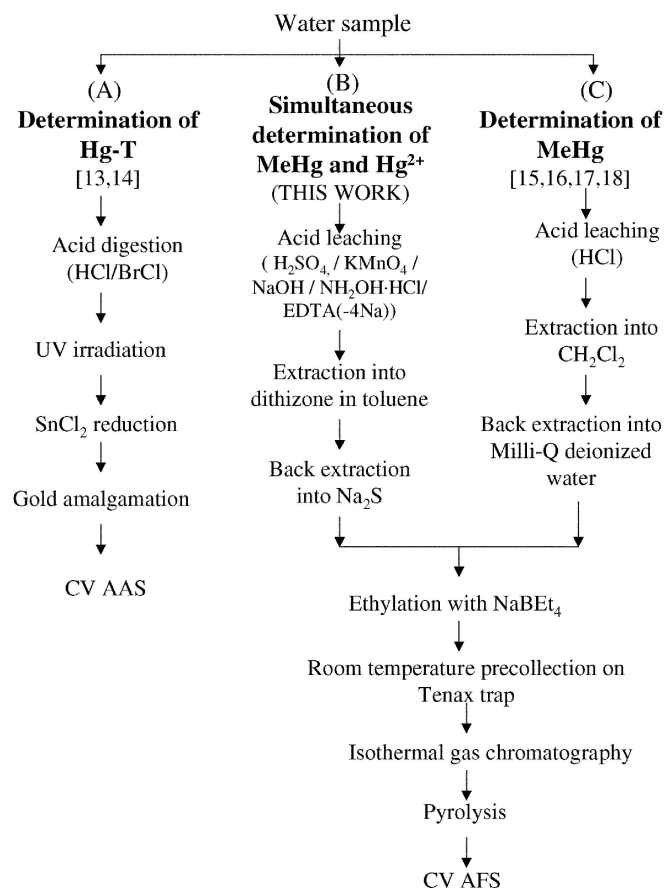 Water sample
(A)
Determination of
Hg-T
[13,14]
Acid digestion
(HCl/BrCl)
UV irradiation
SnCl₂ reduction
Gold amalgamation
CV AAS
(B)
Simultaneous
determination of
MeHg and Hg²⁺
(THIS WORK)
Acid leaching
( H₂SO₄, / KMnO₄ /
NaOH / NH₂OH·HCl/
EDTA(-4Na))
Extraction into
dithizone in toluene
Back extraction
into Na₂S
(C)
Determination of
MeHg
[15,16,17,18]
Acid leaching
(HCl)
Extraction into
CH₂Cl₂
Back extraction into
Milli-Q deionized
water
Ethylation with NaBEt₄
Room temperature precollection on
Tenax trap
Isothermal gas chromatography
Pyrolysis
CV AFS